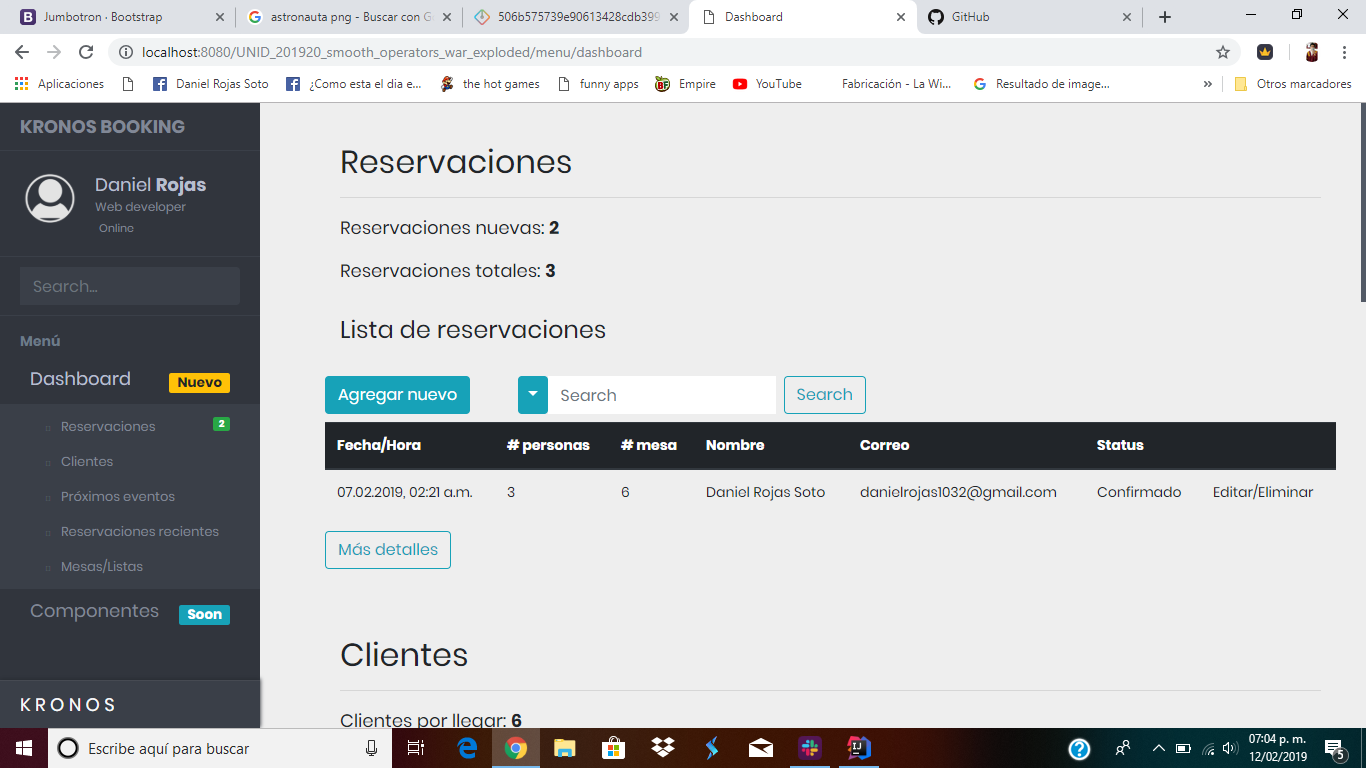 Jumbotron · Bootstrap
astronauta png - Buscar con G
506b575739e90613428cdb399
Dashboard
GitHub
localhost:8080/UNID_201920_smooth_operators_war_exploded/menu/dashboard
Aplicaciones
Daniel Rojas Soto
¿Como esta el dia e...
the hot games
funny apps
Empire
YouTube
Fabricación - La Wi...
Resultado de image...
»
Otros marcadores
KRONOS BOOKING
Daniel Rojas
Web developer
Online
Search...
Menú
Dashboard
Nuevo
Reservaciones
2
Clientes
Próximos eventos
Reservaciones recientes
Mesas/Listas
Componentes
Soon
KRONOS
Reservaciones
Reservaciones nuevas: 2
Reservaciones totales: 3
Lista de reservaciones
Agregar nuevo
Search
Search
Fecha/Hora # personas # mesa Nombre Correo Status
07.02.2019, 02:21 a.m. 3 6 Daniel Rojas Soto danielrojas1032@gmail.com Confirmado Editar/Eliminar
Más detalles
Clientes
Clientes por llegar: 6
Escribe aquí para buscar
07:04 p. m.
12/02/2019
5